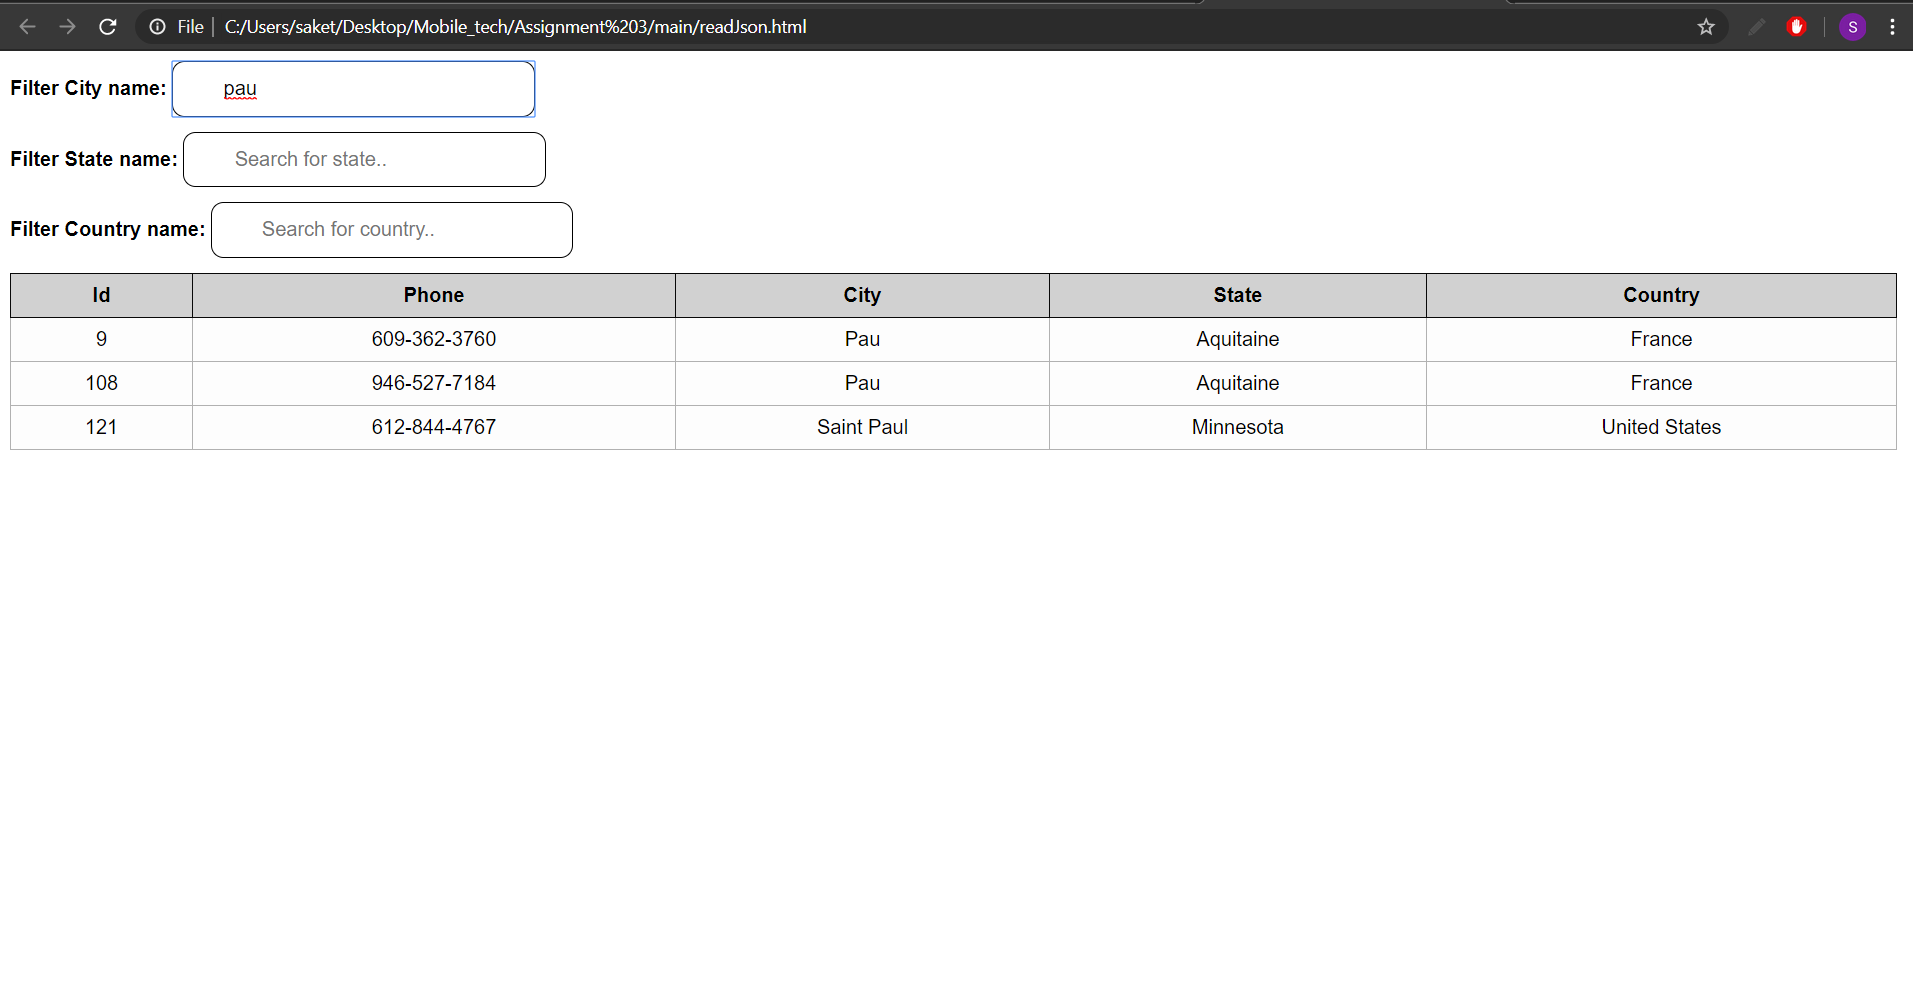 File | C:/Users/saket/Desktop/Mobile_tech/Assignment%203/main/readJson.html S
Filter City name: pau
Filter State name: Search for state..
Filter Country name: Search for country..
Id Phone City State Country
9 609-362-3760 Pau Aquitaine France
108 946-527-7184 Pau Aquitaine France
121 612-844-4767 Saint Paul Minnesota United States